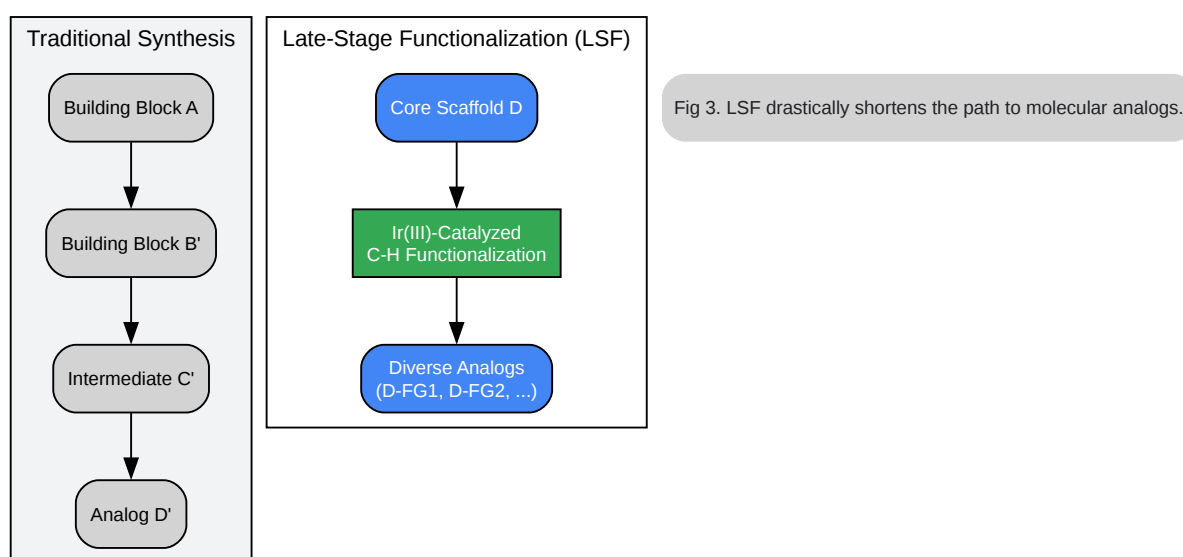 Traditional Synthesis
Building Block A
Building Block B'
Intermediate C'
Analog D'
Late-Stage Functionalization (LSF)
Core Scaffold D
Ir(III)-Catalyzed
C-H Functionalization
Diverse Analogs
(D-FG1, D-FG2, ...)
Fig 3. LSF drastically shortens the path to molecular analogs.